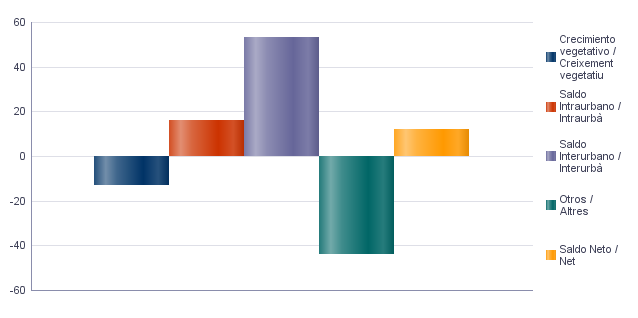 60
40
20
0
-20
-40
-60
Crecimiento
vegetativo /
Creixement
vegetatiu
Saldo
Intraurbano /
Intraurbà
Saldo
Interurbano /
Interurbà
Otros /
Altres
Saldo Neto /
Net